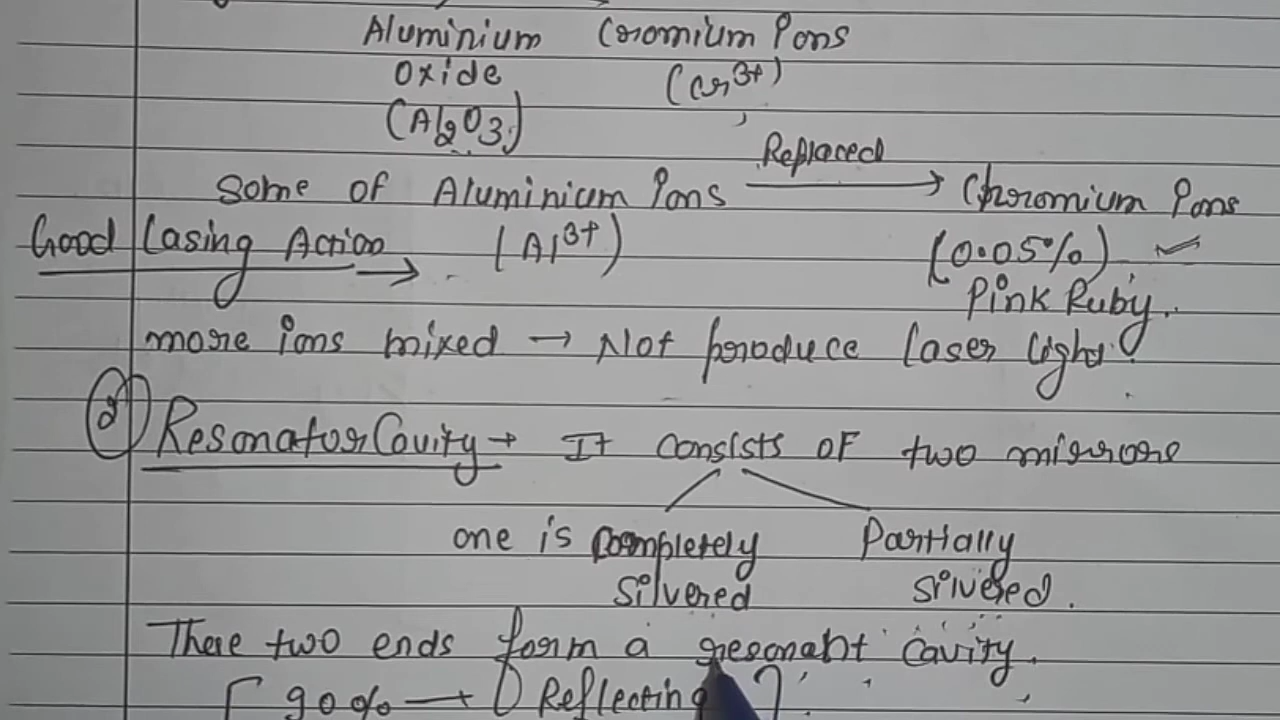 Aluminium Coromium Ions
Oxide (Cr3+)
(Al2O3)
Replaced
Some of Aluminium Ions → Chromium Ions
Good Lasing Action → (Al3+) (0.05%) ✓
Pink Ruby.
more ions mixed → Not produce laser light.
(2) Resonator Cavity → It consists of two mirrore
one is completely Partially
silvered silvered.
These two ends form a resonant cavity.
[90% → Reflecting].